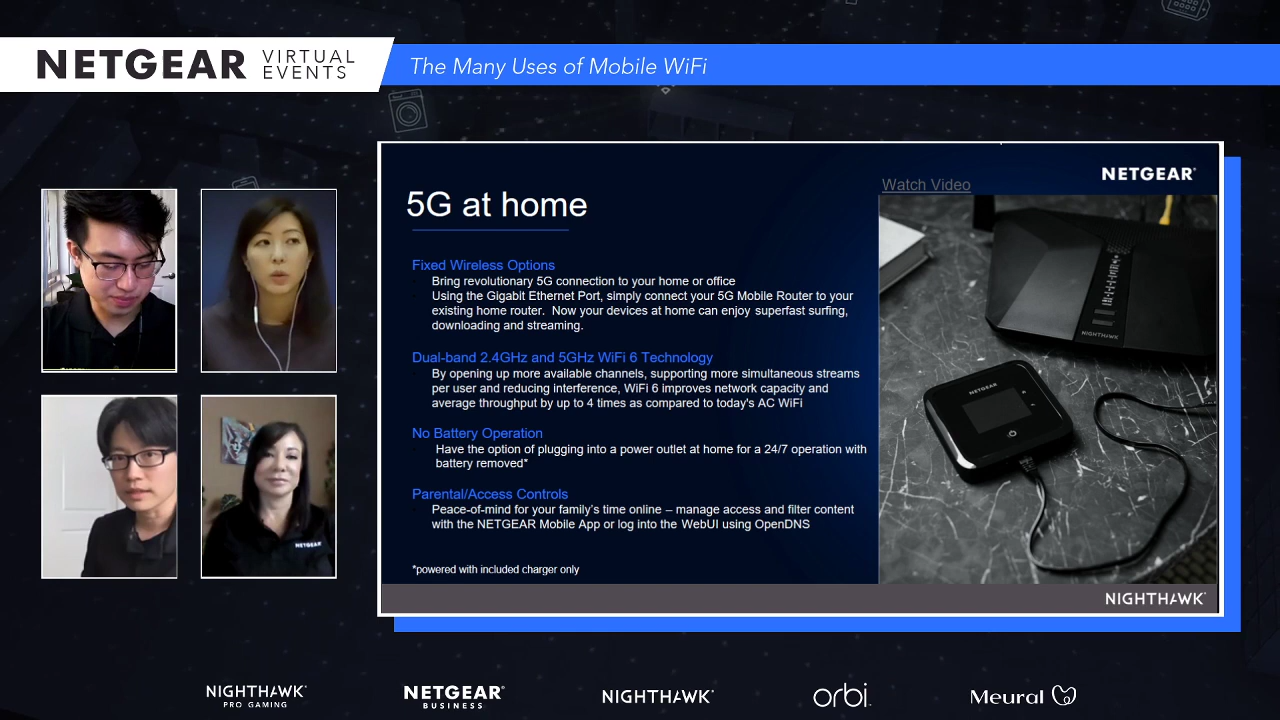 NETGEAR VIRTUAL EVENTS
The Many Uses of Mobile WiFi
NETGEAR
Watch Video
5G at home
Fixed Wireless Options
Bring revolutionary 5G connection to your home or office
Using the Gigabit Ethernet Port, simply connect your 5G Mobile Router to your
existing home router. Now your devices at home can enjoy superfast surfing,
downloading and streaming.
Dual-band 2.4GHz and 5GHz WiFi 6 Technology
By opening up more available channels, supporting more simultaneous streams
per user and reducing interference, WiFi 6 improves network capacity and
average throughput by up to 4 times as compared to today's AC WiFi
No Battery Operation
Have the option of plugging into a power outlet at home for a 24/7 operation with
battery removed*
Parental/Access Controls
Peace-of-mind for your family's time online – manage access and filter content
with the NETGEAR Mobile App or log into the WebUI using OpenDNS
*powered with included charger only
NIGHTHAWK
NETGEAR
NIGHTHAWK
NETGEAR
NIGHTHAWK PRO GAMING
NETGEAR BUSINESS
NIGHTHAWK
orbi
Meural